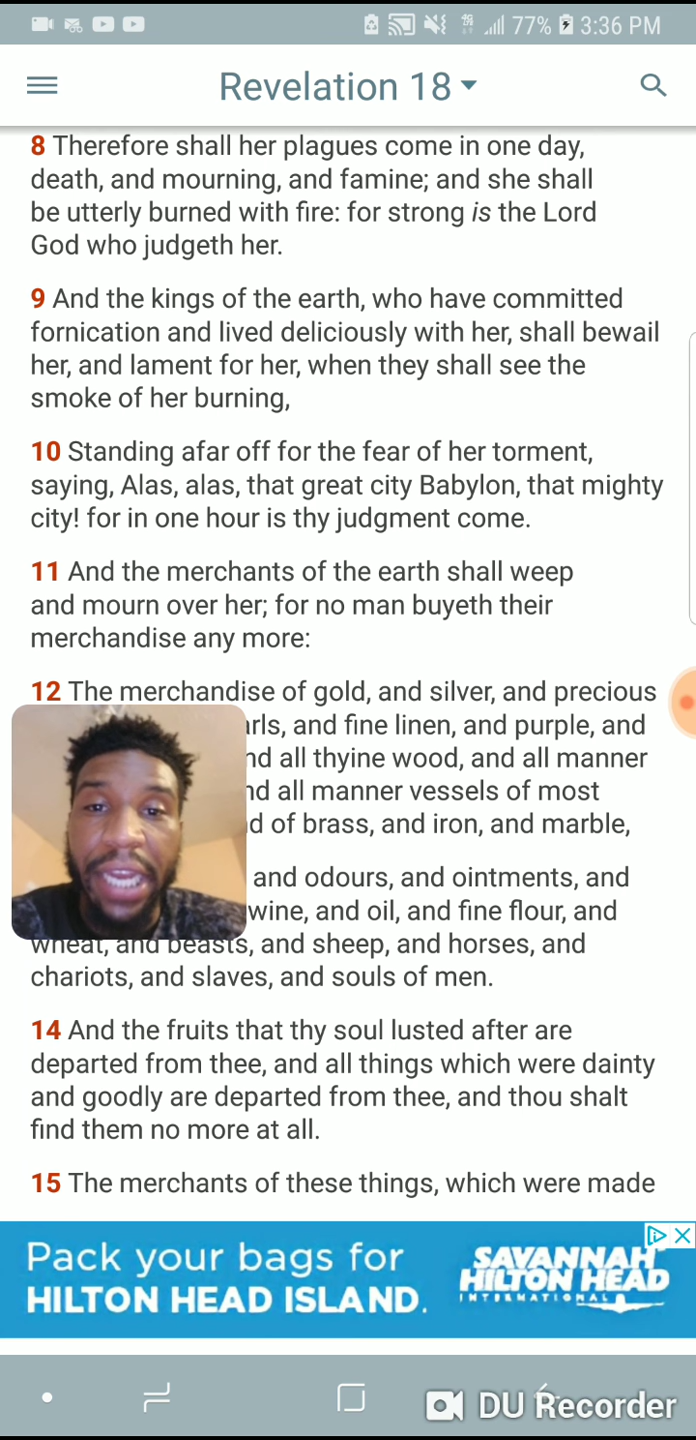 77% 3:36 PM
Revelation 18
8 Therefore shall her plagues come in one day,
death, and mourning, and famine; and she shall
be utterly burned with fire: for strong is the Lord
God who judgeth her.
9 And the kings of the earth, who have committed
fornication and lived deliciously with her, shall bewail
her, and lament for her, when they shall see the
smoke of her burning,
10 Standing afar off for the fear of her torment,
saying, Alas, alas, that great city Babylon, that mighty
city! for in one hour is thy judgment come.
11 And the merchants of the earth shall weep
and mourn over her; for no man buyeth their
merchandise any more:
12 The merchandise of gold, and silver, and precious
and fine linen, and purple, and
all thyine wood, and all manner
all manner vessels of most
of brass, and iron, and marble,
and odours, and ointments, and
wine, and oil, and fine flour, and
wheat, and beasts, and sheep, and horses, and
chariots, and slaves, and souls of men.
14 And the fruits that thy soul lusted after are
departed from thee, and all things which were dainty
and goodly are departed from thee, and thou shalt
find them no more at all.
15 The merchants of these things, which were made
Pack your bags for
HILTON HEAD ISLAND.
SAVANNAH
HILTON HEAD
INTERNATIONAL
DU Recorder